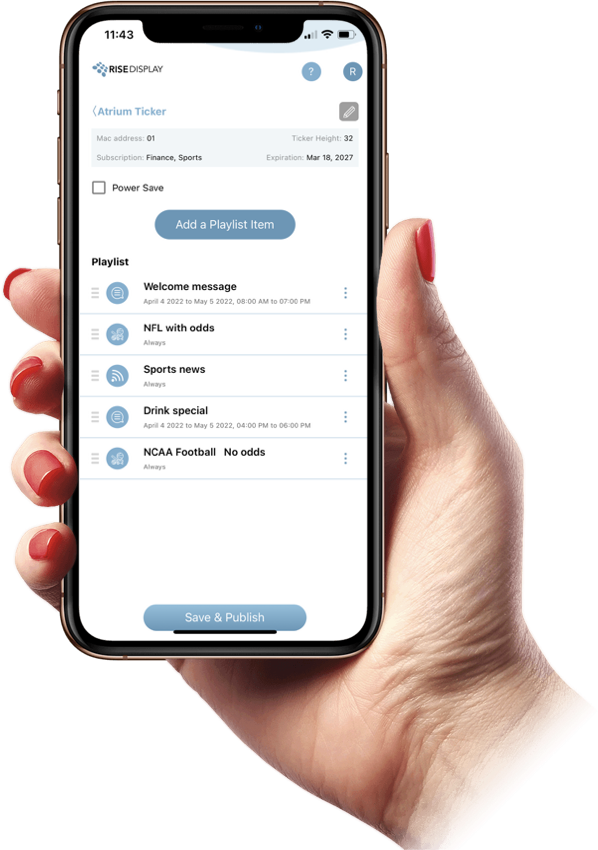 11:43
RISEDISPLAY
?
R
〈Atrium Ticker
Mac address: 01 Ticker Height: 32
Subscription: Finance, Sports Expiration: Mar 18, 2027
Power Save
Add a Playlist Item
Playlist
Welcome message
April 4 2022 to May 5 2022, 08:00 AM to 07:00 PM
NFL with odds
Always
Sports news
Always
Drink special
April 4 2022 to May 5 2022, 04:00 PM to 06:00 PM
NCAA Football No odds
Always
Save & Publish